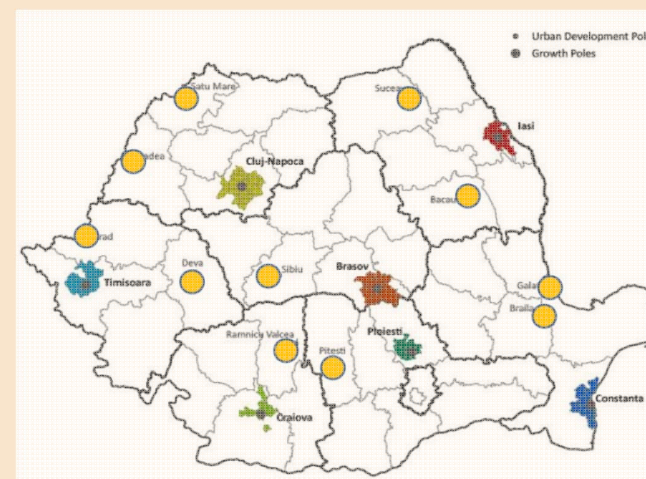 Urban Development Pol
Growth Poles
Satu Mare
Sucea
Iasi
adea
Cluj-Napoca
Bacau
rad
Deva
Sibiu
Brasov
Timisoara
Gala
Braila
Ramnicu Valcea
Pitesti
Ploiesti
Craiova
Constanta